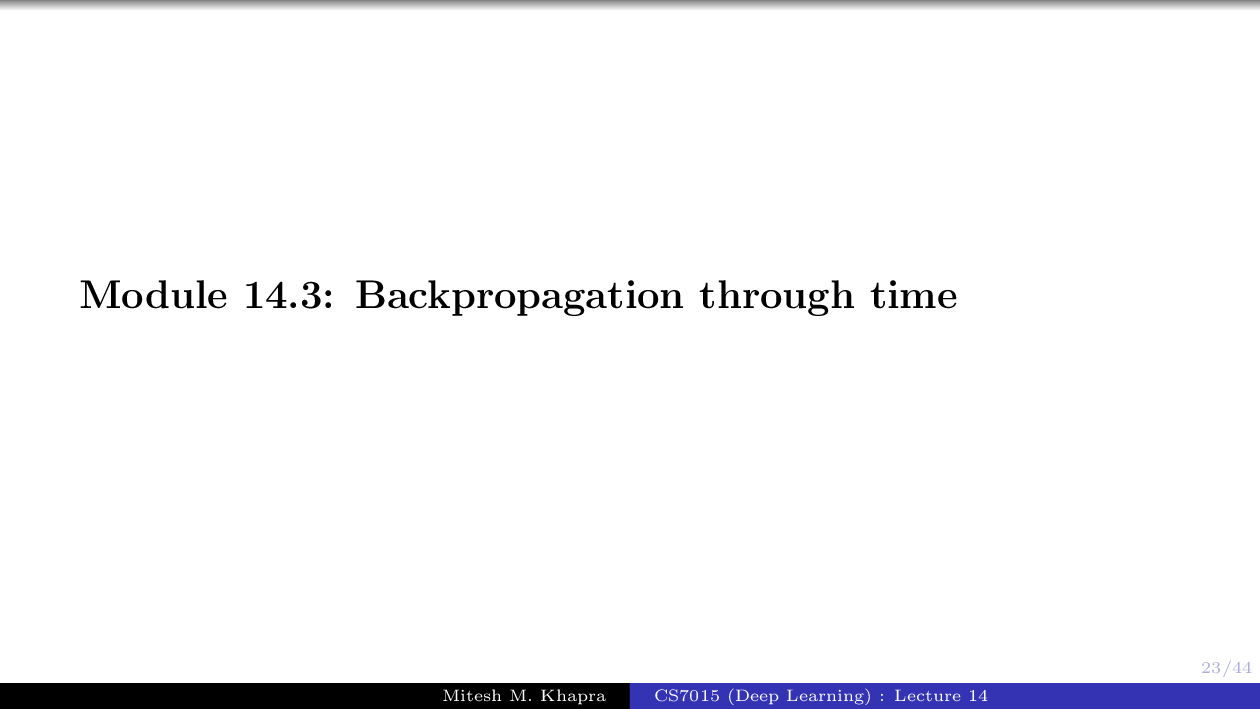 Module 14.3: Backpropagation through time
23/44
Mitesh M. Khapra
CS7015 (Deep Learning) : Lecture 14